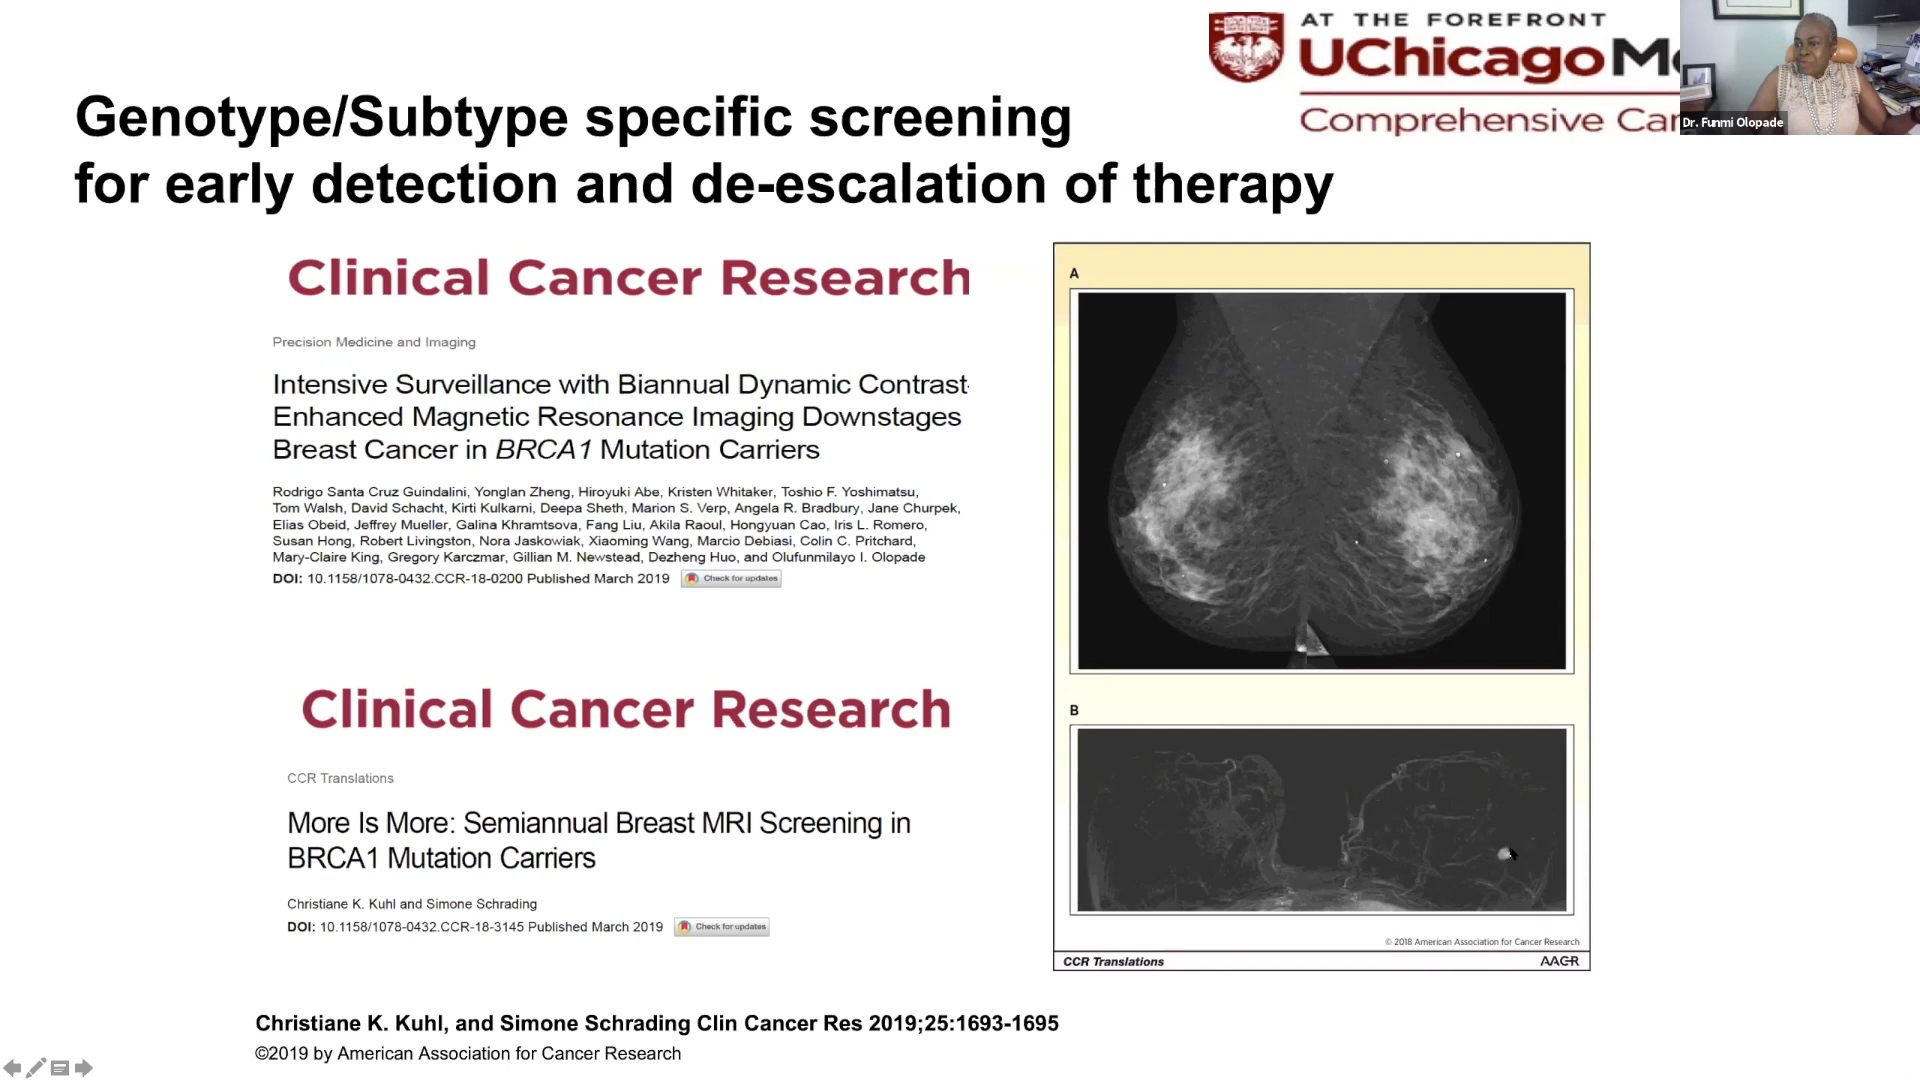 AT THE FOREFRONT
UChicago
Comprehensive
Dr. Funmi Olopade
Genotype/Subtype specific screening
for early detection and de-escalation of therapy
Clinical Cancer Research
Precision Medicine and Imaging
Intensive Surveillance with Biannual Dynamic Contrast-
Enhanced Magnetic Resonance Imaging Downstages
Breast Cancer in BRCA1 Mutation Carriers
Rodrigo Santa Cruz Guindalini, Yonglan Zheng, Hiroyuki Abe, Kristen Whitaker, Toshio F. Yoshimatsu,
Tom Walsh, David Schacht, Kirti Kulkarni, Deepa Sheth, Marion S. Verp, Angela R. Bradbury, Jane Churpek,
Elias Obeid, Jeffrey Mueller, Galina Khramtsova, Fang Liu, Akila Raoul, Hongyuan Cao, Iris L. Romero,
Susan Hong, Robert Livingston, Nora Jaskowiak, Xiaoming Wang, Marcio Debiasi, Colin C. Pritchard,
Mary-Claire King, Gregory Karczmar, Gillian M. Newstead, Dezheng Huo, and Olufunmilayo I. Olopade
DOI: 10.1158/1078-0432.CCR-18-0200 Published March 2019 Check for updates
Clinical Cancer Research
CCR Translations
More Is More: Semiannual Breast MRI Screening in
BRCA1 Mutation Carriers
Christiane K. Kuhl and Simone Schrading
DOI: 10.1158/1078-0432.CCR-18-3145 Published March 2019 Check for updates
A
B
© 2018 American Association for Cancer Research
CCR Translations AACR
Christiane K. Kuhl, and Simone Schrading Clin Cancer Res 2019;25:1693-1695
©2019 by American Association for Cancer Research